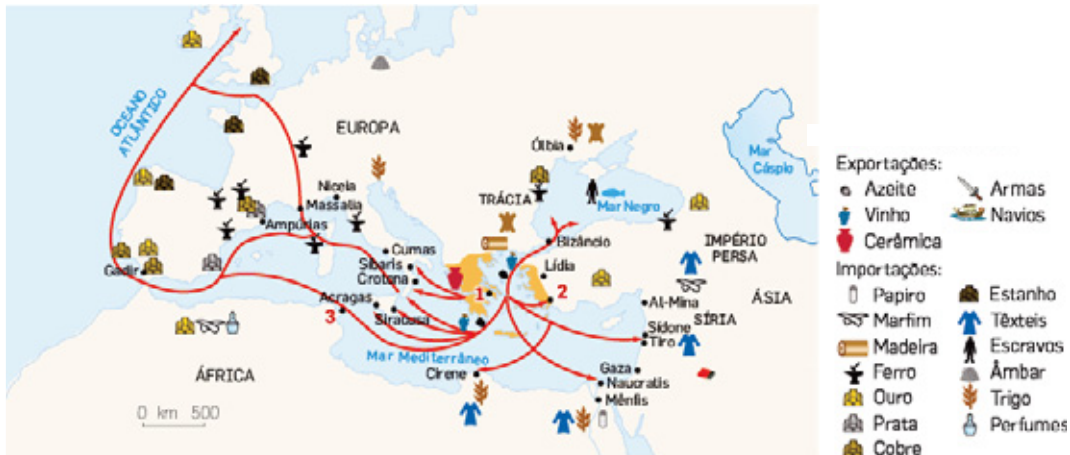 OCEANO
ATLÂNTICO
EUROPA
Ólbia
Mar
Cáspio
Niceia
Massalia
TRÁCIA
Mar Negro
Ampúrias
Bizâncio
IMPÉRIO
PERSA
Cumas
Gadir
Síbaris
Crotona
Lídia
ÁSIA
1
2
Al-Mina
Acragas
3
Siracusa
SÍRIA
Sídone
Tiro
Mar Mediterrâneo
Cirene
Gaza
ÁFRICA
Naucratis
Mênfis
0 km 500
Exportações:
Azeite
Armas
Vinho
Navios
Cerâmica
Importações:
Papiro
Estanho
Marfim
Têxteis
Madeira
Escravos
Ferro
Âmbar
Ouro
Trigo
Prata
Perfumes
Cobre